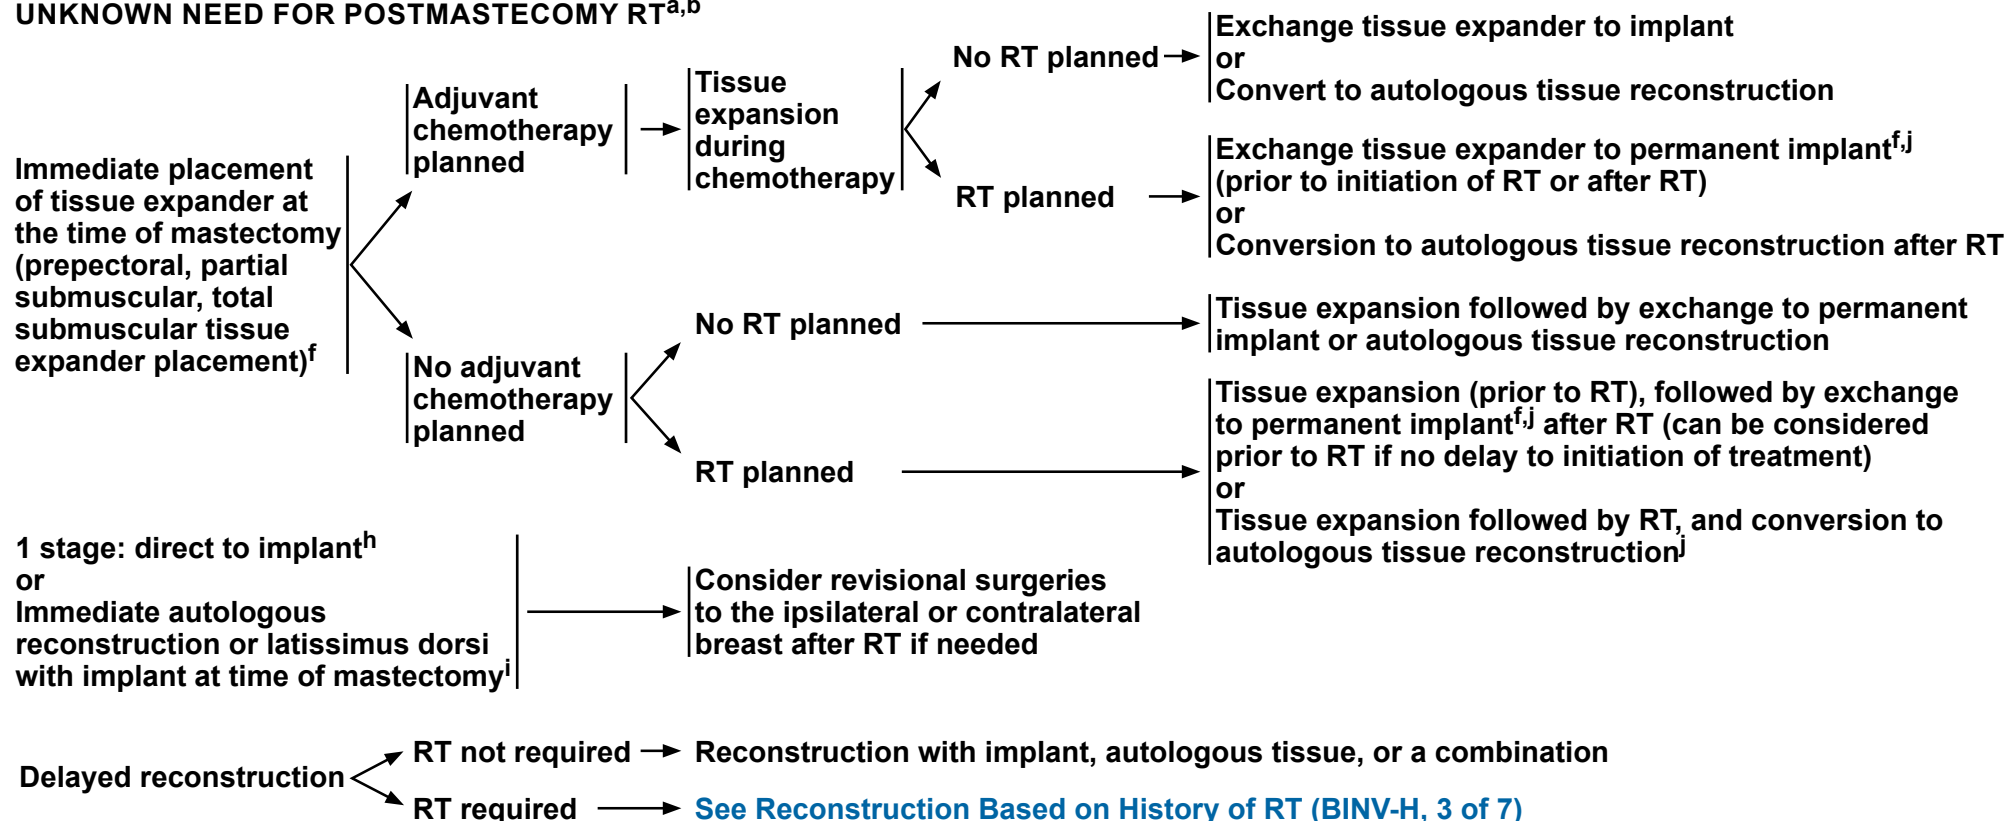 UNKNOWN NEED FOR POSTMASTECOMY RTa,b
Immediate placement
of tissue expander at
the time of mastectomy
(prepectoral, partial
submuscular, total
submuscular tissue
expander placement)f
Adjuvant
chemotherapy
planned
Tissue
expansion
during
chemotherapy
No RT planned
Exchange tissue expander to implant
or
Convert to autologous tissue reconstruction
RT planned
Exchange tissue expander to permanent implantf,j
(prior to initiation of RT or after RT)
or
Conversion to autologous tissue reconstruction after RT
No adjuvant
chemotherapy
planned
No RT planned
Tissue expansion followed by exchange to permanent
implant or autologous tissue reconstruction
RT planned
Tissue expansion (prior to RT), followed by exchange
to permanent implantf,j after RT (can be considered
prior to RT if no delay to initiation of treatment)
or
Tissue expansion followed by RT, and conversion to
autologous tissue reconstructionj
1 stage: direct to implanth
or
Immediate autologous
reconstruction or latissimus dorsi
with implant at time of mastectomyi
Consider revisional surgeries
to the ipsilateral or contralateral
breast after RT if needed
Delayed reconstruction
RT not required
Reconstruction with implant, autologous tissue, or a combination
RT required
See Reconstruction Based on History of RT (BINV-H, 3 of 7)